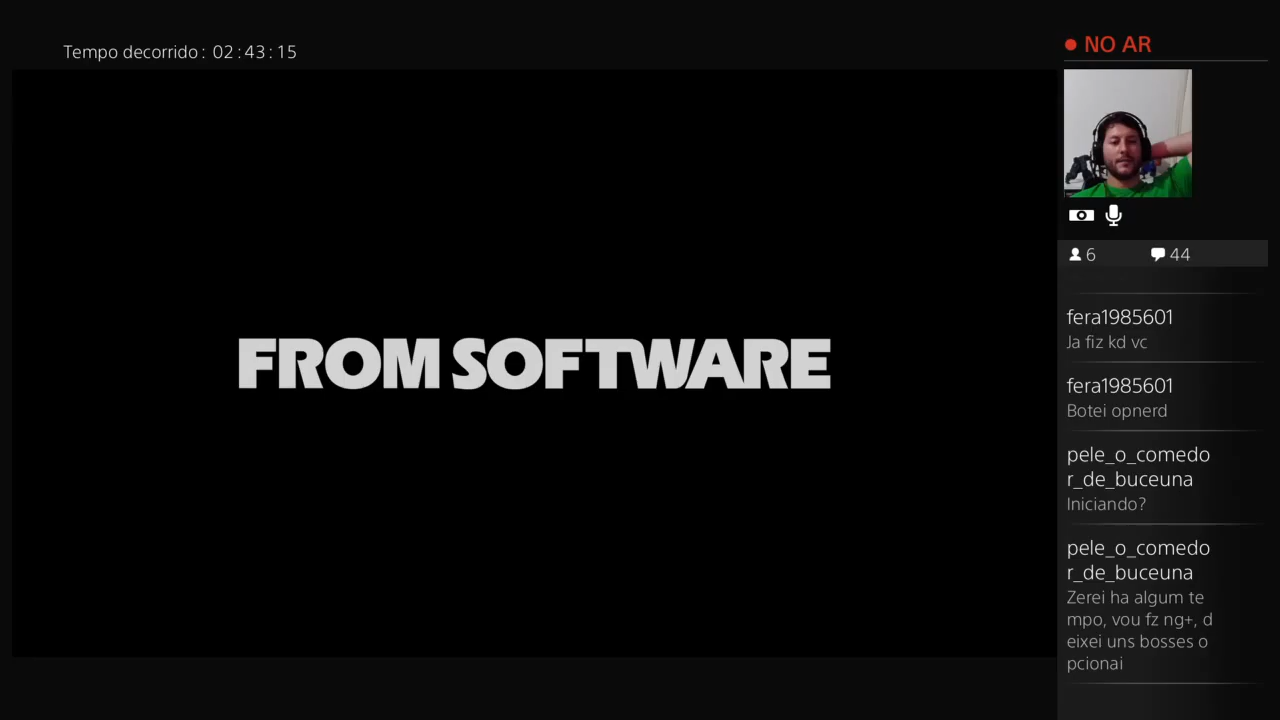 Tempo decorrido: 02:43:15
NO AR
FROM SOFTWARE
6
44
fera1985601
Ja fiz kd vc
fera1985601
Botei opnerd
pele_o_comedo
r_de_buceuna
Iniciando?
pele_o_comedo
r_de_buceuna
Zerei ha algum te
mpo, vou fz ng+, d
eixei uns bosses o
pcionai